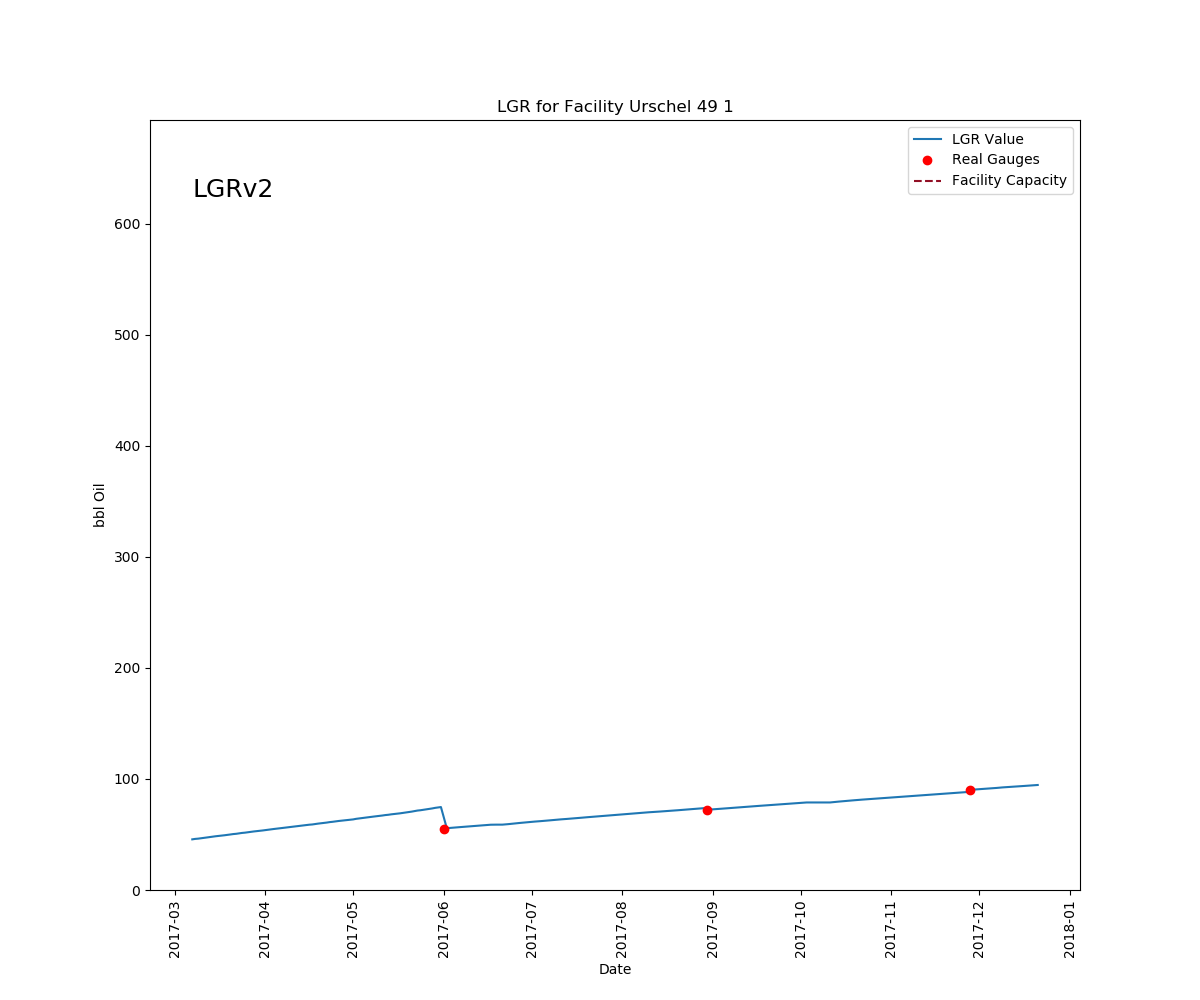 LGR for Facility Urschel 49 1
LGR Value
Real Gauges
Facility Capacity
LGRv2
600
500
400
300
200
100
0
bbl Oil
2017-03
2017-04
2017-05
2017-06
2017-07
2017-08
2017-09
2017-10
2017-11
2017-12
2018-01
Date